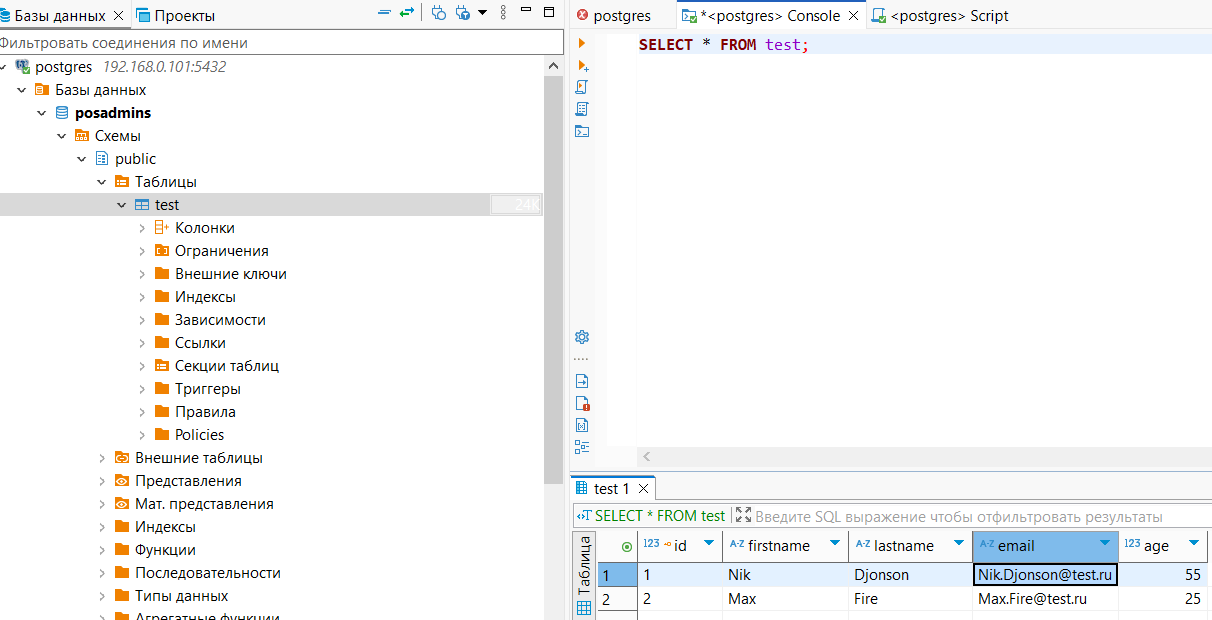 Базы данных
Проекты
Фильтровать соединения по имени
postgres 192.168.0.101:5432
Базы данных
posadmins
Схемы
public
Таблицы
test 24K
Колонки
Ограничения
Внешние ключи
Индексы
Зависимости
Ссылки
Секции таблиц
Триггеры
Правила
Policies
Внешние таблицы
Представления
Мат. представления
Индексы
Функции
Последовательности
Типы данных
Агрегатные функции
postgres
*<postgres> Console
<postgres> Script
SELECT * FROM test;
test 1
SELECT * FROM test
Введите SQL выражение чтобы отфильтровать результаты
Таблица
123 id A-Z firstname A-Z lastname A-Z email 123 age
1 1 Nik Djonson Nik.Djonson@test.ru 55
2 2 Max Fire Max.Fire@test.ru 25